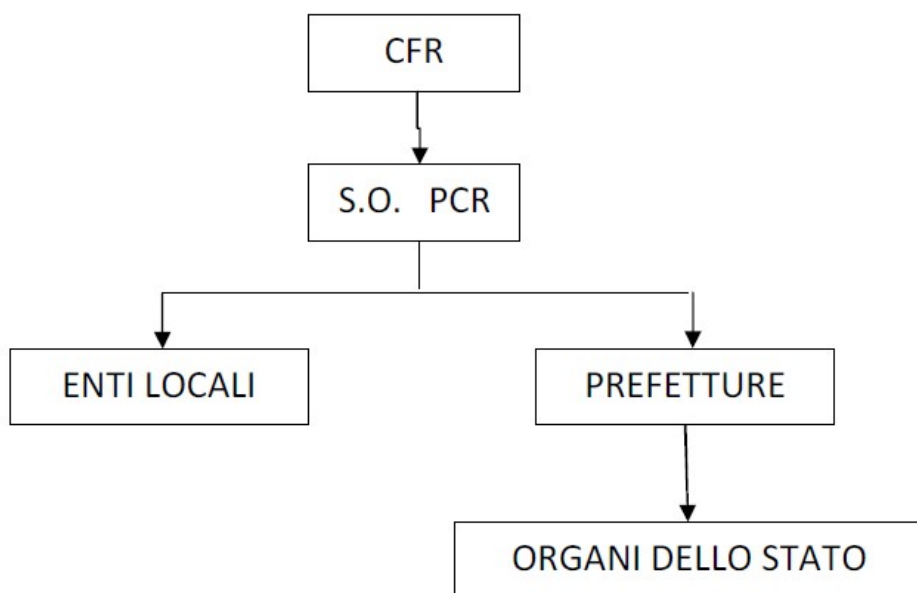 CFR
S.O. PCR
ENTI LOCALI
PREFETTURE
ORGANI DELLO STATO